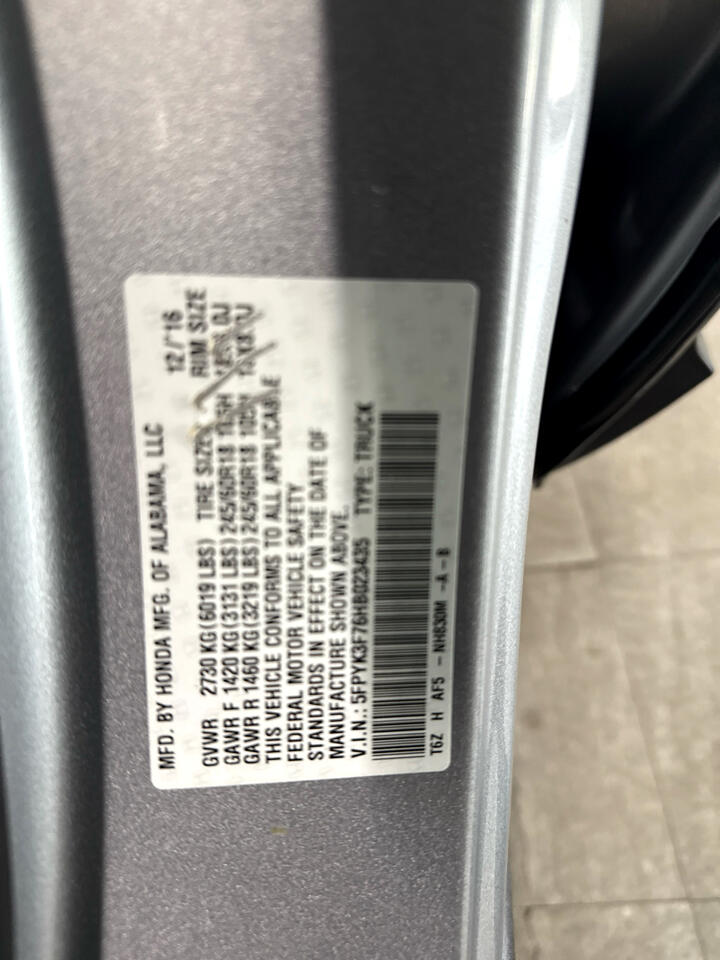 MFD. BY HONDA MFG. OF ALABAMA, LLC 12/'16
GVWR 2730 KG(6019 LBS) TIRE SIZE RIM SIZE
GAWR F 1420 KG(3131 LBS) 245/60R18
GAWR R 1460 KG(3219 LBS) 245/60R18
THIS VEHICLE CONFORMS TO ALL APPLICABLE
FEDERAL MOTOR VEHICLE SAFETY
STANDARDS IN EFFECT ON THE DATE OF
MANUFACTURE SHOWN ABOVE.
V.I.N.: 5FPYK3F76HB023435 TYPE: TRUCK
T6Z H AF5 - NH830M -A-B